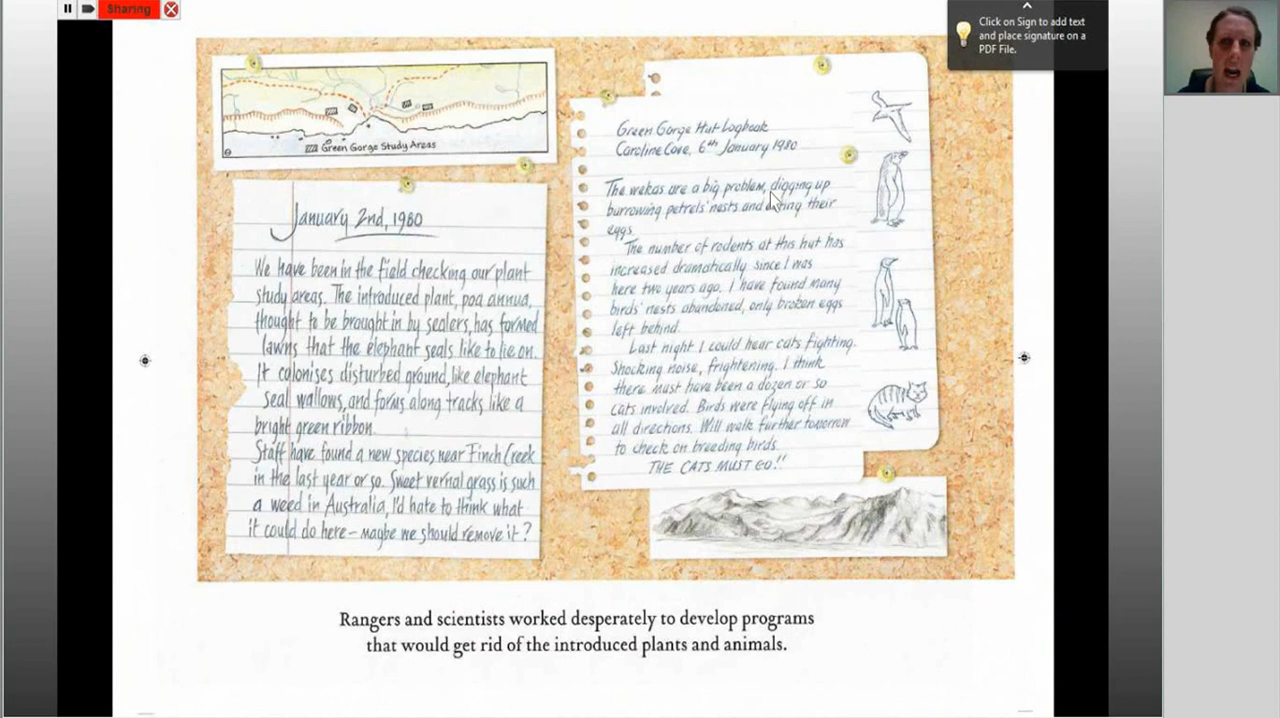 Sharing
Click on Sign to add text
and place signature on a
PDF File.
Green Gorge Study Areas
January 2nd, 1980
We have been in the field checking our plant
study areas. The introduced plant, poa annua,
thought to be brought in by sealers, has formed
lawns that the elephant seals like to lie on.
It colonises disturbed ground, like elephant
seal wallows, and forms along tracks like a
bright green ribbon.
Staff have found a new species near Finch Creek
in the last year or so. Sweet vernal grass is such
a weed in Australia, I'd hate to think what
it could do here – maybe we should remove it?
Green Gorge Hut Logbook
Caroline Cove, 6th January 1980
The wekas are a big problem, digging up
burrowing petrels' nests and eating their
eggs.
The number of rodents at this hut has
increased dramatically since I was
here two years ago. I have found many
birds' nests abandoned, only broken eggs
left behind.
Last night I could hear cats fighting.
Shocking noise, frightening. I think
there must have been a dozen or so
cats involved. Birds were flying off in
all directions. Will walk further tomorrow
to check on breeding birds.
THE CATS MUST GO!!
Rangers and scientists worked desperately to develop programs
that would get rid of the introduced plants and animals.